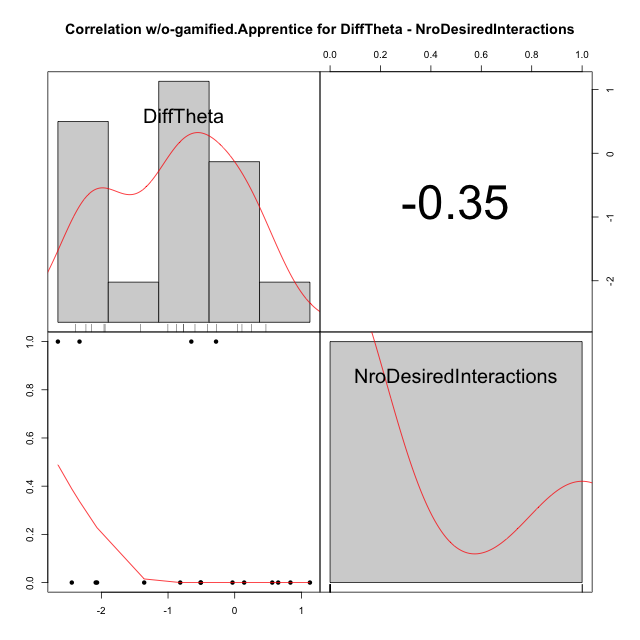 Correlation w/o-gamified.Apprentice for DiffTheta - NroDesiredInteractions
0.0 0.2 0.4 0.6 0.8 1.0
DiffTheta
-0.35
1
0
-1
-2
1.0
0.8
0.6
0.4
0.2
0.0
NroDesiredInteractions
-2 -1 0 1